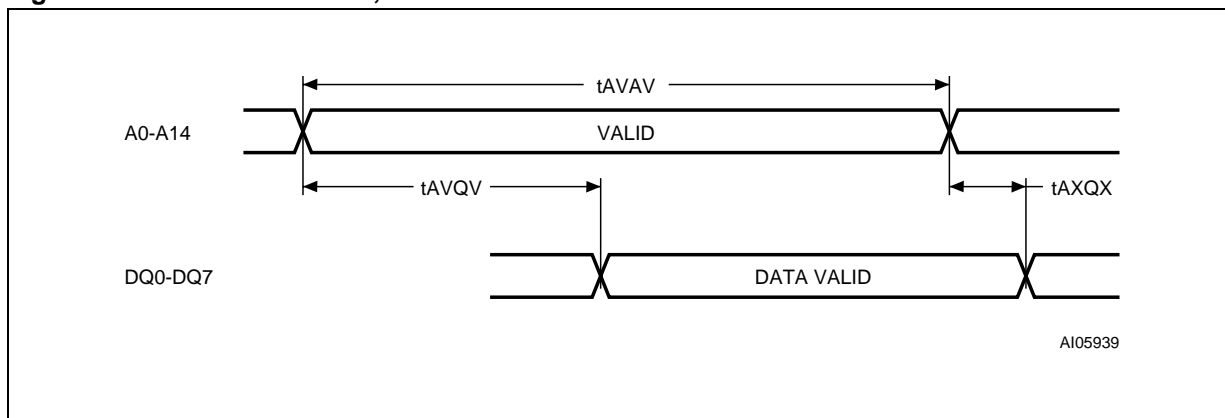 tAVAV
A0-A14
VALID
tAVQV
tAXQX
DQ0-DQ7
DATA VALID
AI05939